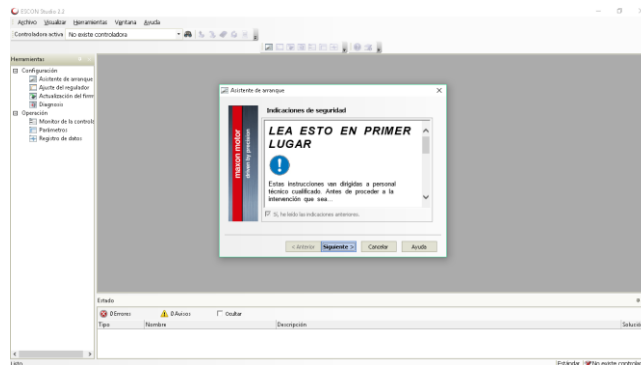 ESCON Studio 2.2
Archivo Visualizar Herramientas Ventana Ayuda
Controladora activa No existe controladora
Herramientas
Configuración
Asistente de arranque
Ajuste del regulador
Actualización del firm
Diagnosis
Operación
Monitor de la controla
Parámetros
Registro de datos
Asistente de arranque
maxon motor
driven by precision
Indicaciones de seguridad
LEA ESTO EN PRIMER
LUGAR
Estas instrucciones van dirigidas a personal
técnico cualificado. Antes de proceder a la
intervención que sea...
Sí, he leído las indicaciones anteriores.
< Anterior Siguiente > Cancelar Ayuda
Estado
0 Errores 0 Avisos Ocultar
Tipo Nombre Descripción Solució
Listo Estándar No existe controlac